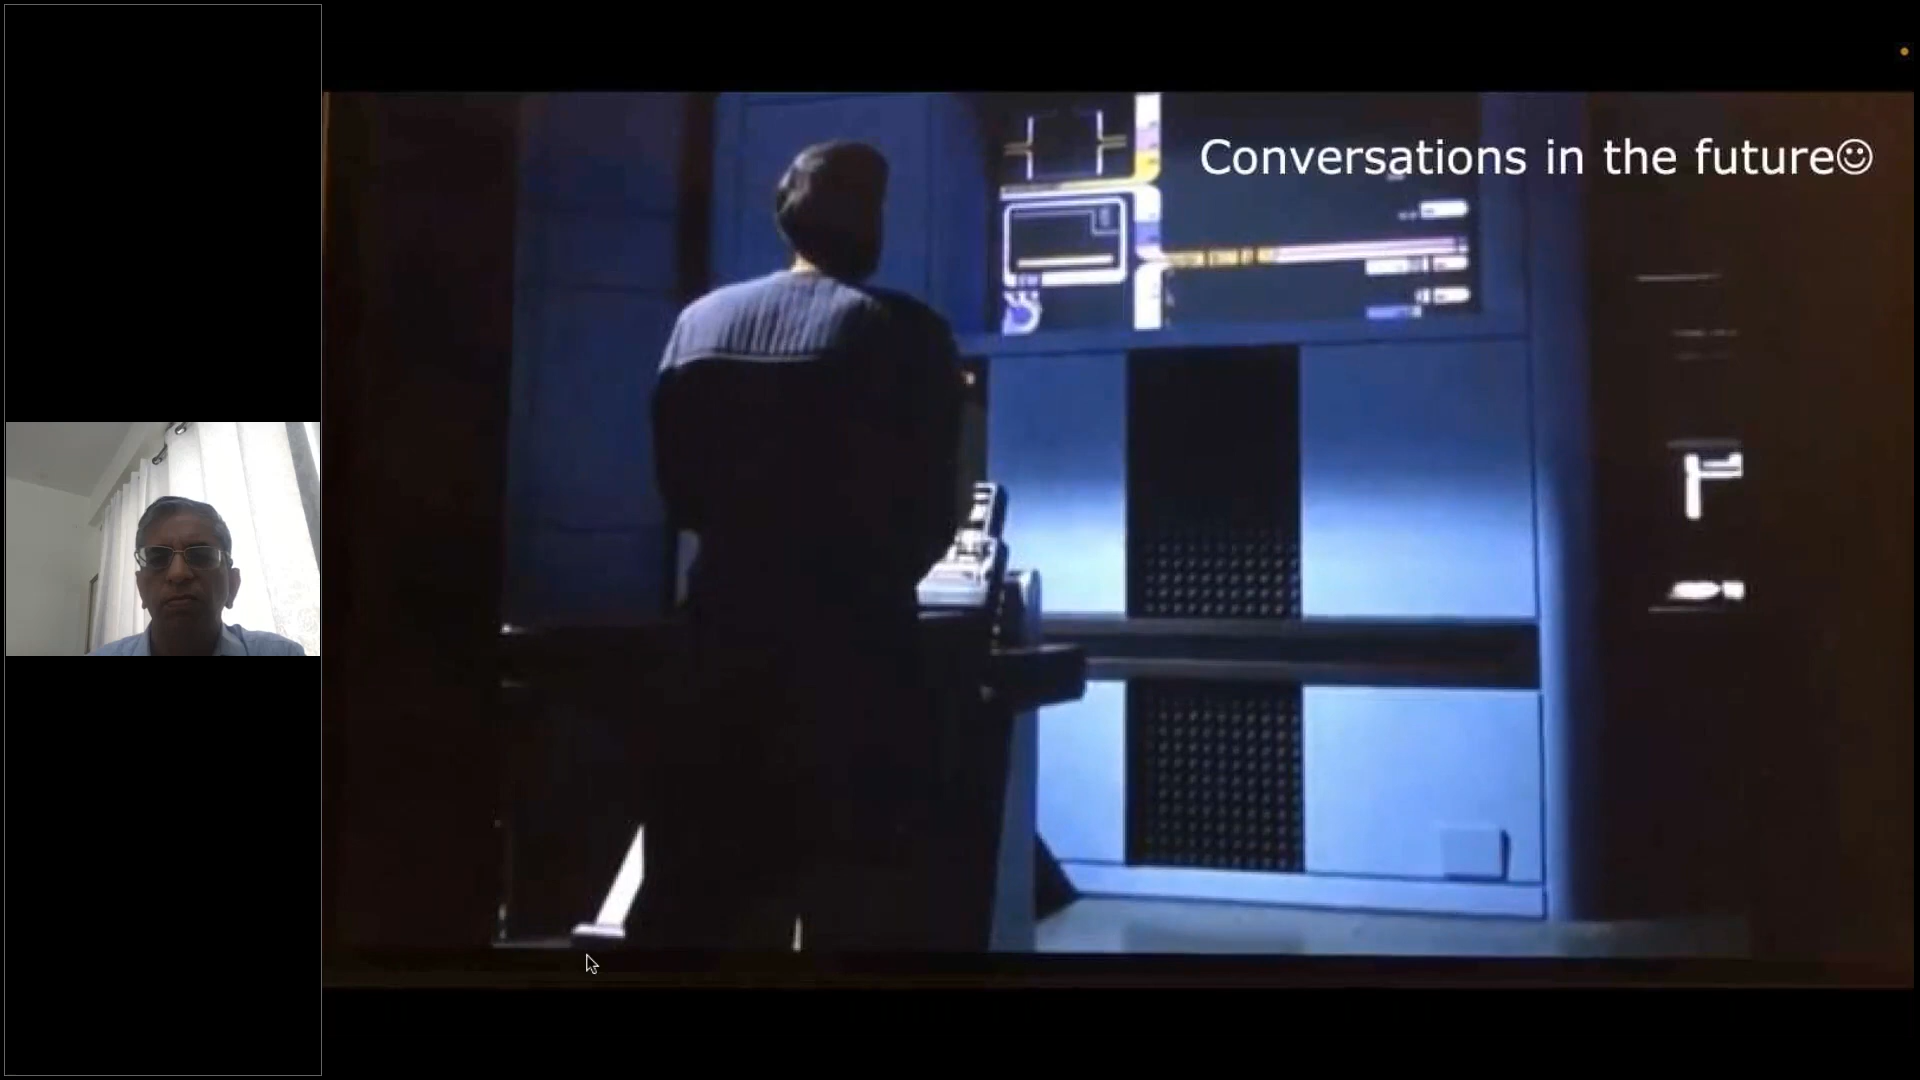 Conversations in the future☺